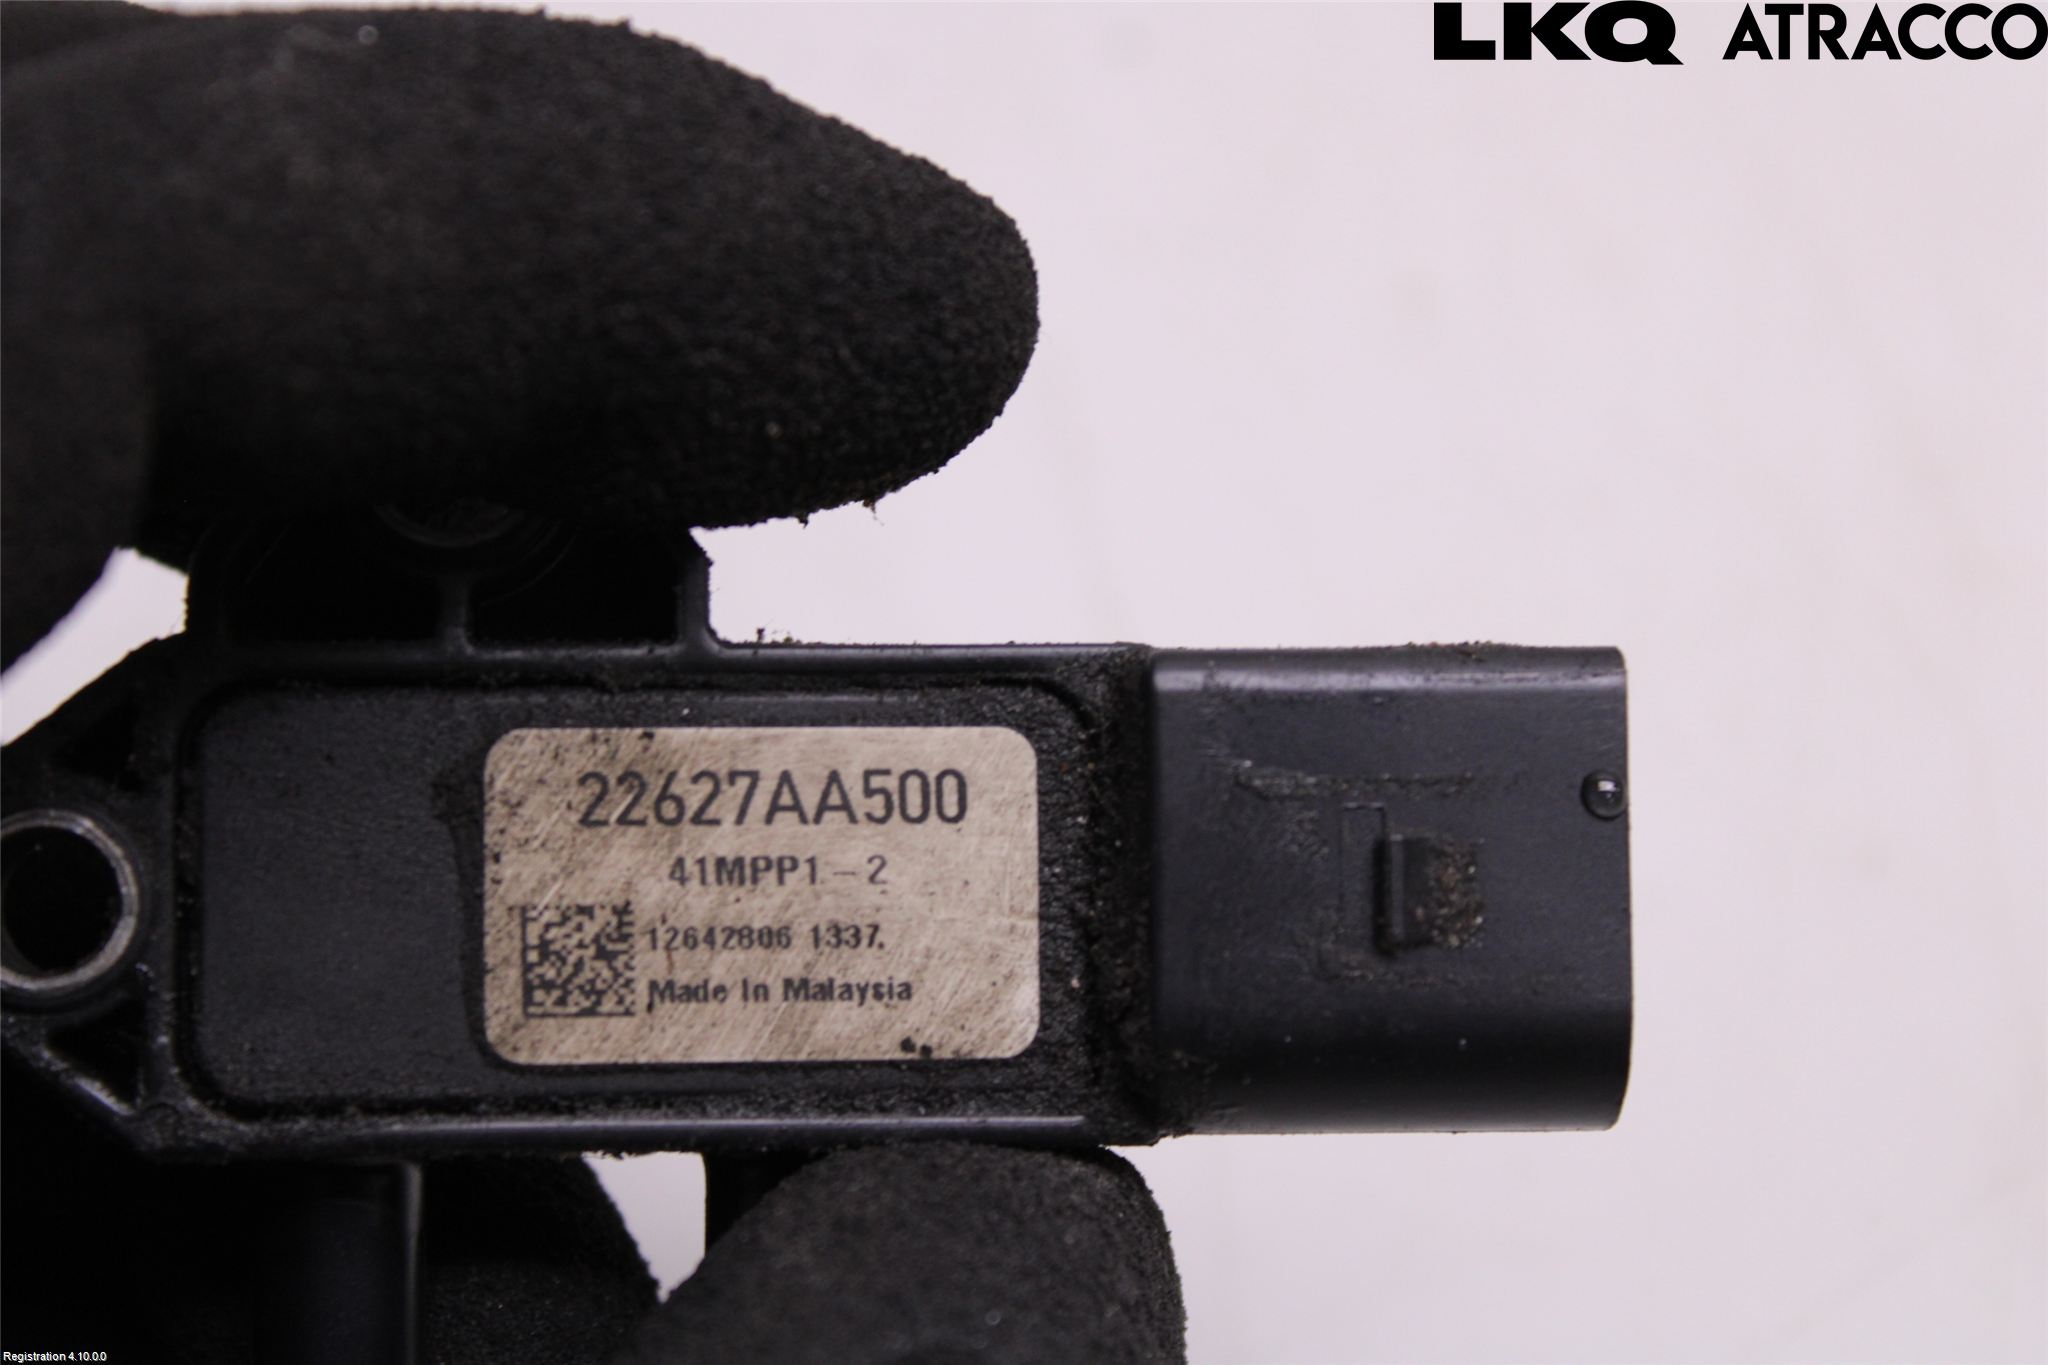 LKQ ATRACCO
22627AA500
41MPP1-2
12642806 1337.
Made In Malaysia
Registration 4.10.0.0